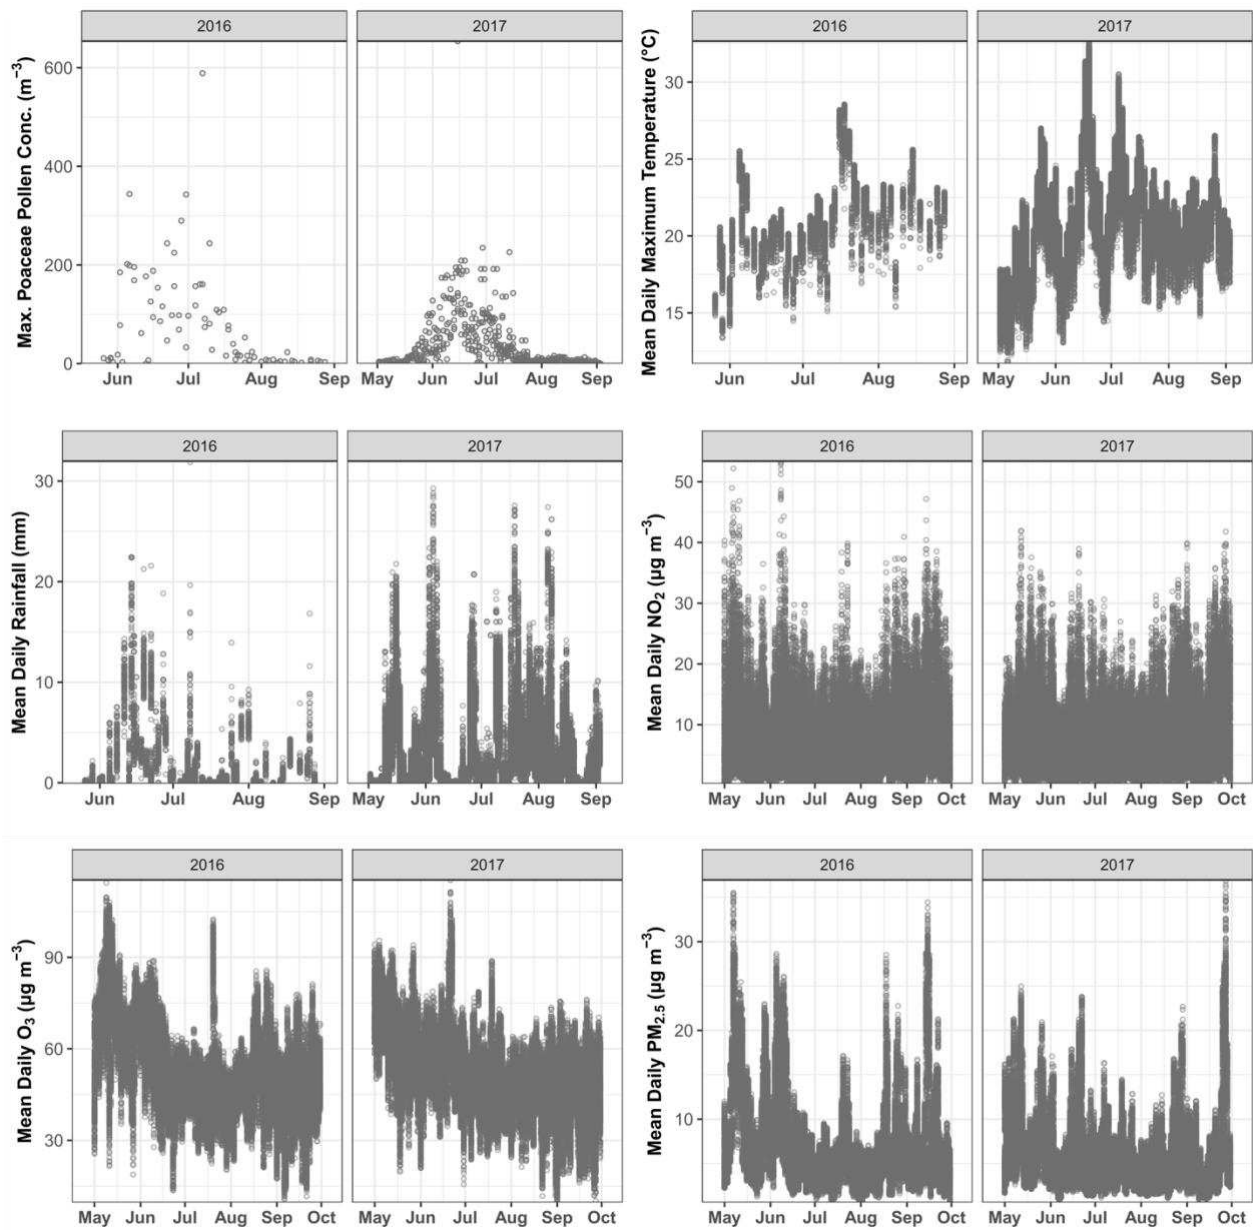 2016 2017
Max. Poaceae Pollen Conc. (m⁻³)
600
400
200
0
Jun Jul Aug Sep May Jun Jul Aug Sep
2016 2017
Mean Daily Maximum Temperature (°C)
30
25
20
15
Jun Jul Aug Sep May Jun Jul Aug Sep
2016 2017
Mean Daily Rainfall (mm)
30
20
10
0
Jun Jul Aug Sep May Jun Jul Aug Sep
2016 2017
Mean Daily NO₂ (µg m⁻³)
50
40
30
20
10
May Jun Jul Aug Sep Oct May Jun Jul Aug Sep Oct
2016 2017
Mean Daily O₃ (µg m⁻³)
90
60
30
May Jun Jul Aug Sep Oct May Jun Jul Aug Sep Oct
2016 2017
Mean Daily PM₂.₅ (µg m⁻³)
30
20
10
May Jun Jul Aug Sep Oct May Jun Jul Aug Sep Oct